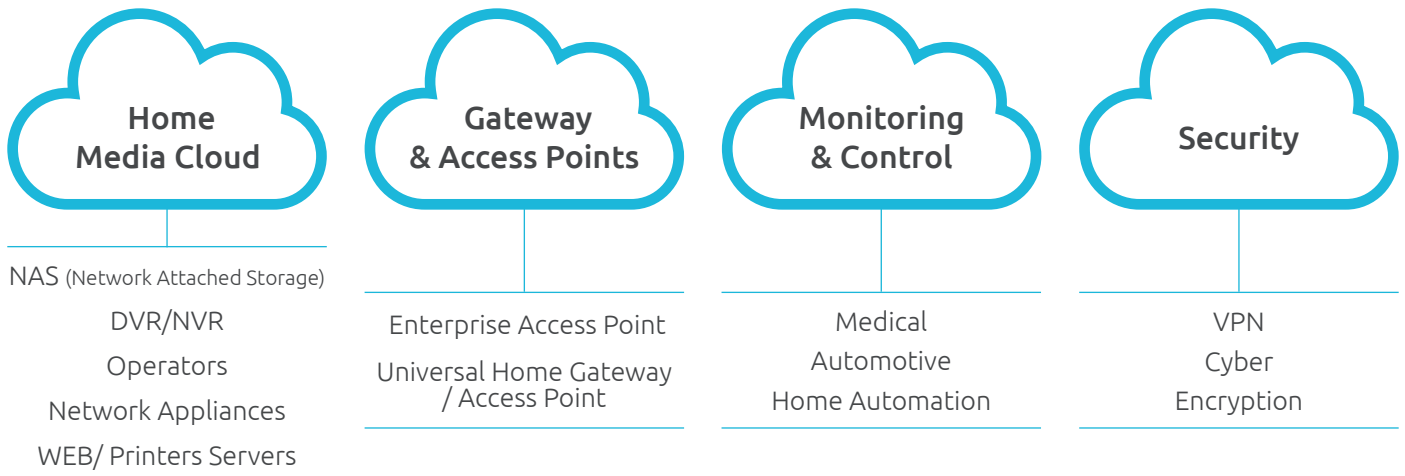 Home
Media Cloud
NAS (Network Attached Storage)
DVR/NVR
Operators
Network Appliances
WEB/ Printers Servers
Gateway
& Access Points
Enterprise Access Point
Universal Home Gateway
/ Access Point
Monitoring
& Control
Medical
Automotive
Home Automation
Security
VPN
Cyber
Encryption